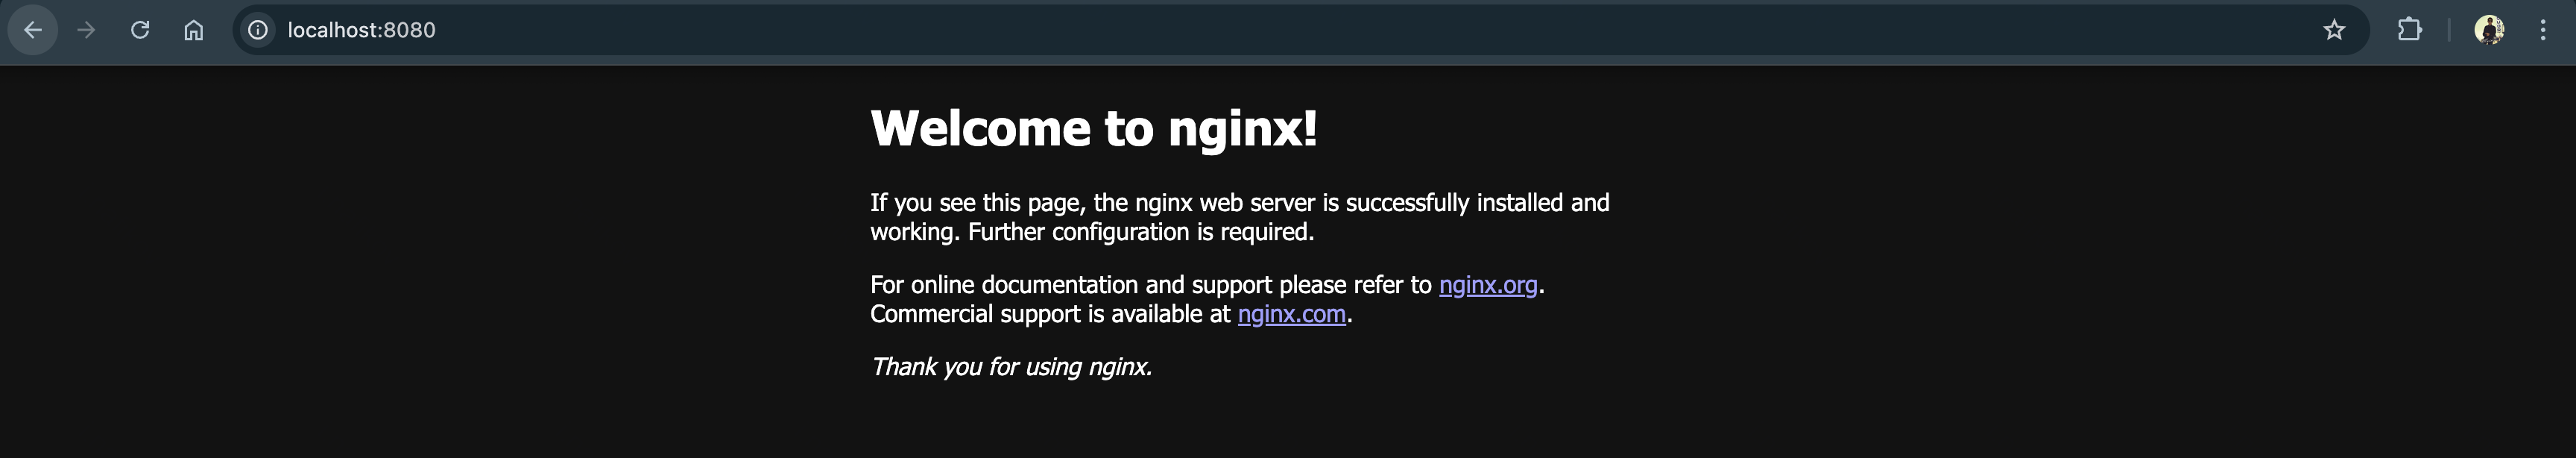 localhost:8080
Welcome to nginx!
If you see this page, the nginx web server is successfully installed and
working. Further configuration is required.
For online documentation and support please refer to nginx.org.
Commercial support is available at nginx.com.
Thank you for using nginx.